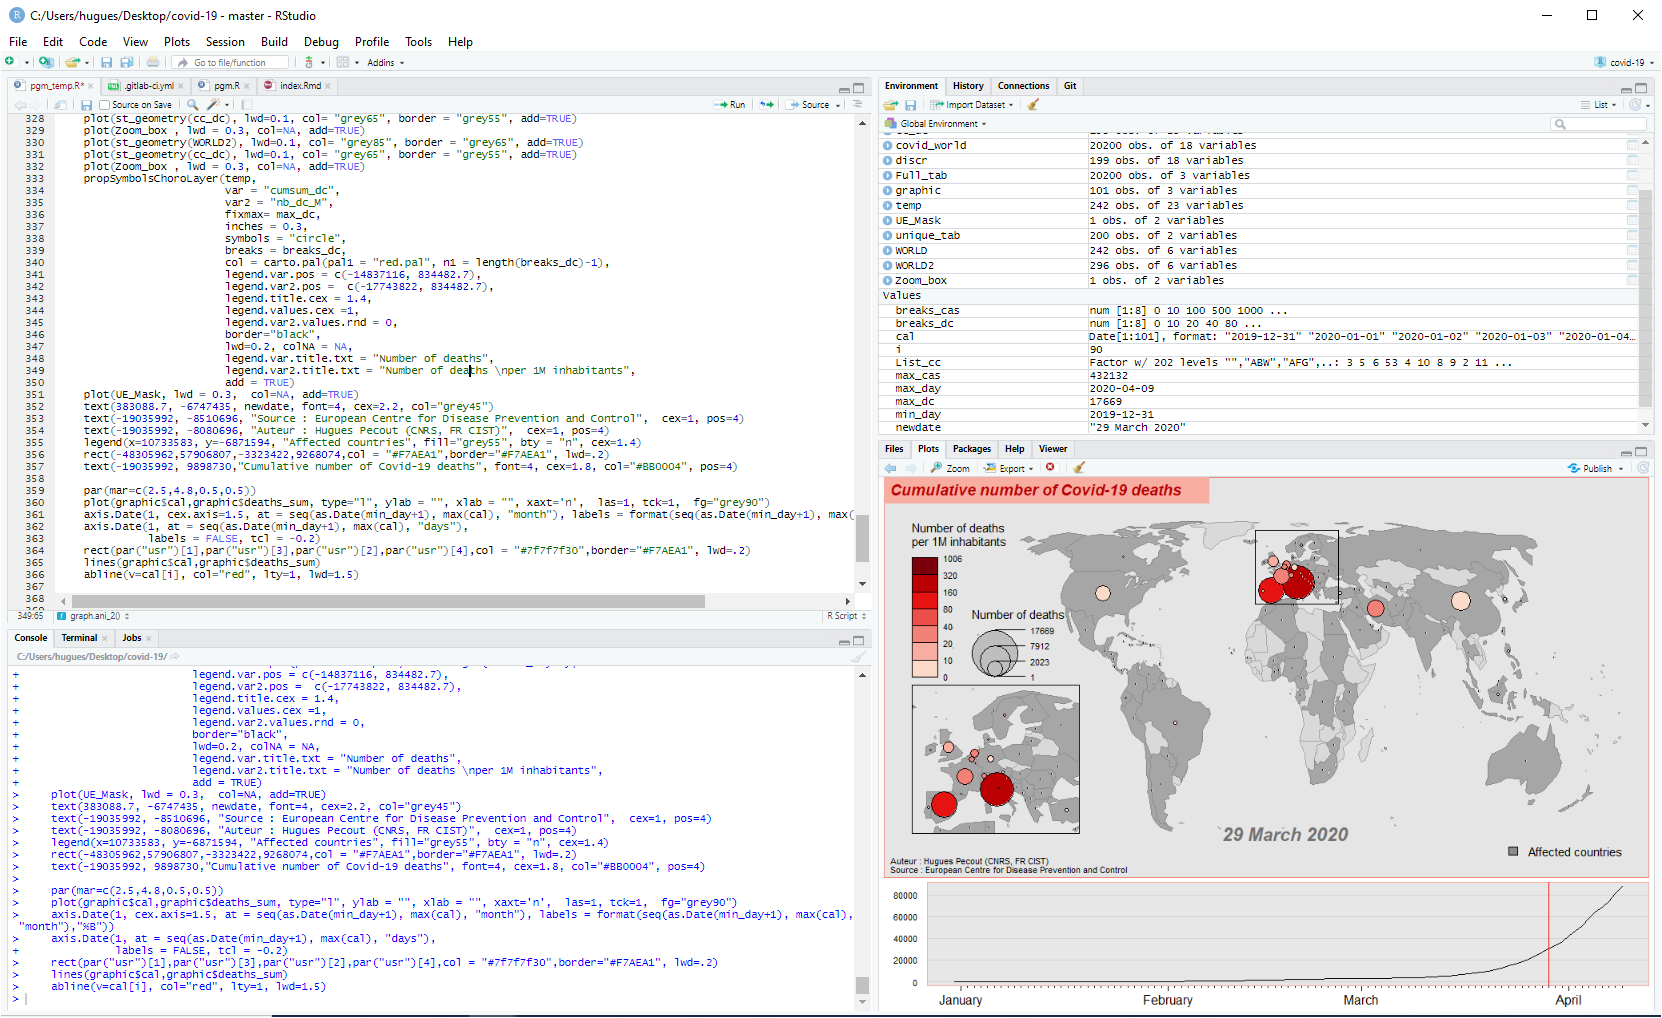 C:/Users/hugues/Desktop/covid-19 - master - RStudio
File Edit Code View Plots Session Build Debug Profile Tools Help
Go to file/function Addins covid-19
pgm_temp.R* .gitlab-ci.yml pgm.R index.Rmd
Source on Save Run Source
328 plot(st_geometry(cc_dc), lwd=0.1, col= "grey65", border = "grey55", add=TRUE)
329 plot(Zoom_box , lwd = 0.3, col=NA, add=TRUE)
330 plot(st_geometry(WORLD2), lwd=0.1, col= "grey85", border = "grey65", add=TRUE)
331 plot(st_geometry(cc_dc), lwd=0.1, col= "grey65", border = "grey55", add=TRUE)
332 plot(Zoom_box , lwd = 0.3, col=NA, add=TRUE)
333 propSymbolsChoroLayer(temp,
334 var = "cumsum_dc",
335 var2 = "nb_dc_M",
336 fixmax= max_dc,
337 inches = 0.3,
338 symbols = "circle",
339 breaks = breaks_dc,
340 col = carto.pal(pal1 = "red.pal", n1 = length(breaks_dc)-1),
341 legend.var.pos = c(-14837116, 834482.7),
342 legend.var2.pos = c(-17743822, 834482.7),
343 legend.title.cex = 1.4,
344 legend.values.cex =1,
345 legend.var2.values.rnd = 0,
346 border="black",
347 lwd=0.2, colNA = NA,
348 legend.var.title.txt = "Number of deaths",
349 legend.var2.title.txt = "Number of deaths \nper 1M inhabitants",
350 add = TRUE)
351 plot(UE_Mask, lwd = 0.3, col=NA, add=TRUE)
352 text(383088.7, -6747435, newdate, font=4, cex=2.2, col="grey45")
353 text(-19035992, -8510696, "Source : European Centre for Disease Prevention and Control", cex=1, pos=4)
354 text(-19035992, -8080696, "Auteur : Hugues Pecout (CNRS, FR CIST)", cex=1, pos=4)
355 legend(x=10733583, y=-6871594, "Affected countries", fill="grey55", bty = "n", cex=1.4)
356 rect(-48305962,57906807,-3323422,9268074,col = "#F7AEA1",border="#F7AEA1", lwd=.2)
357 text(-19035992, 9898730,"Cumulative number of Covid-19 deaths", font=4, cex=1.8, col="#BB0004", pos=4)
358
359 par(mar=c(2.5,4.8,0.5,0.5))
360 plot(graphic$cal,graphic$deaths_sum, type="l", ylab = "", xlab = "", xaxt='n', las=1, tck=1, fg="grey90")
361 axis.Date(1, cex.axis=1.5, at = seq(as.Date(min_day+1), max(cal), "month"), labels = format(seq(as.Date(min_day+1), max(
362 axis.Date(1, at = seq(as.Date(min_day+1), max(cal), "days"),
363 labels = FALSE, tcl = -0.2)
364 rect(par("usr")[1],par("usr")[3],par("usr")[2],par("usr")[4],col = "#7f7f7f30",border="#F7AEA1", lwd=.2)
365 lines(graphic$cal,graphic$deaths_sum)
366 abline(v=cal[i], col="red", lty=1, lwd=1.5)
367
368
349:65 graph.ani_2() R Script
Console Terminal Jobs
C:/Users/hugues/Desktop/covid-19/
+ legend.var.pos = c(-14837116, 834482.7),
+ legend.var2.pos = c(-17743822, 834482.7),
+ legend.title.cex = 1.4,
+ legend.values.cex =1,
+ legend.var2.values.rnd = 0,
+ border="black",
+ lwd=0.2, colNA = NA,
+ legend.var.title.txt = "Number of deaths",
+ legend.var2.title.txt = "Number of deaths \nper 1M inhabitants",
+ add = TRUE)
> plot(UE_Mask, lwd = 0.3, col=NA, add=TRUE)
> text(383088.7, -6747435, newdate, font=4, cex=2.2, col="grey45")
> text(-19035992, -8510696, "Source : European Centre for Disease Prevention and Control", cex=1, pos=4)
> text(-19035992, -8080696, "Auteur : Hugues Pecout (CNRS, FR CIST)", cex=1, pos=4)
> legend(x=10733583, y=-6871594, "Affected countries", fill="grey55", bty = "n", cex=1.4)
> rect(-48305962,57906807,-3323422,9268074,col = "#F7AEA1",border="#F7AEA1", lwd=.2)
> text(-19035992, 9898730,"Cumulative number of Covid-19 deaths", font=4, cex=1.8, col="#BB0004", pos=4)
>
> par(mar=c(2.5,4.8,0.5,0.5))
> plot(graphic$cal,graphic$deaths_sum, type="l", ylab = "", xlab = "", xaxt='n', las=1, tck=1, fg="grey90")
> axis.Date(1, cex.axis=1.5, at = seq(as.Date(min_day+1), max(cal), "month"), labels = format(seq(as.Date(min_day+1), max(cal),
"month"),"%B"))
> axis.Date(1, at = seq(as.Date(min_day+1), max(cal), "days"),
+ labels = FALSE, tcl = -0.2)
> rect(par("usr")[1],par("usr")[3],par("usr")[2],par("usr")[4],col = "#7f7f7f30",border="#F7AEA1", lwd=.2)
> lines(graphic$cal,graphic$deaths_sum)
> abline(v=cal[i], col="red", lty=1, lwd=1.5)
>
Environment History Connections Git
Import Dataset List
Global Environment
covid_world 20200 obs. of 18 variables
discr 199 obs. of 18 variables
Full_tab 20200 obs. of 3 variables
graphic 101 obs. of 3 variables
temp 242 obs. of 23 variables
UE_Mask 1 obs. of 2 variables
unique_tab 200 obs. of 2 variables
WORLD 242 obs. of 6 variables
WORLD2 296 obs. of 6 variables
Zoom_box 1 obs. of 2 variables
Values
breaks_cas num [1:8] 0 10 100 500 1000 ...
breaks_dc num [1:8] 0 10 20 40 80 ...
cal Date[1:101], format: "2019-12-31" "2020-01-01" "2020-01-02" "2020-01-03" "2020-01-04…
i 90
List_cc Factor w/ 202 levels "","ABW","AFG",..: 3 5 6 53 4 10 8 9 2 11 ...
max_cas 432132
max_day 2020-04-09
max_dc 17669
min_day 2019-12-31
newdate "29 March 2020"
Files Plots Packages Help Viewer
Zoom Export Publish
Cumulative number of Covid-19 deaths
Number of deaths
per 1M inhabitants
1006
320
160
80
40
20
10
0
Number of deaths
17669
7912
2023
1
29 March 2020
Affected countries
Auteur : Hugues Pecout (CNRS, FR CIST)
Source : European Centre for Disease Prevention and Control
80000
60000
40000
20000
0
January February March April